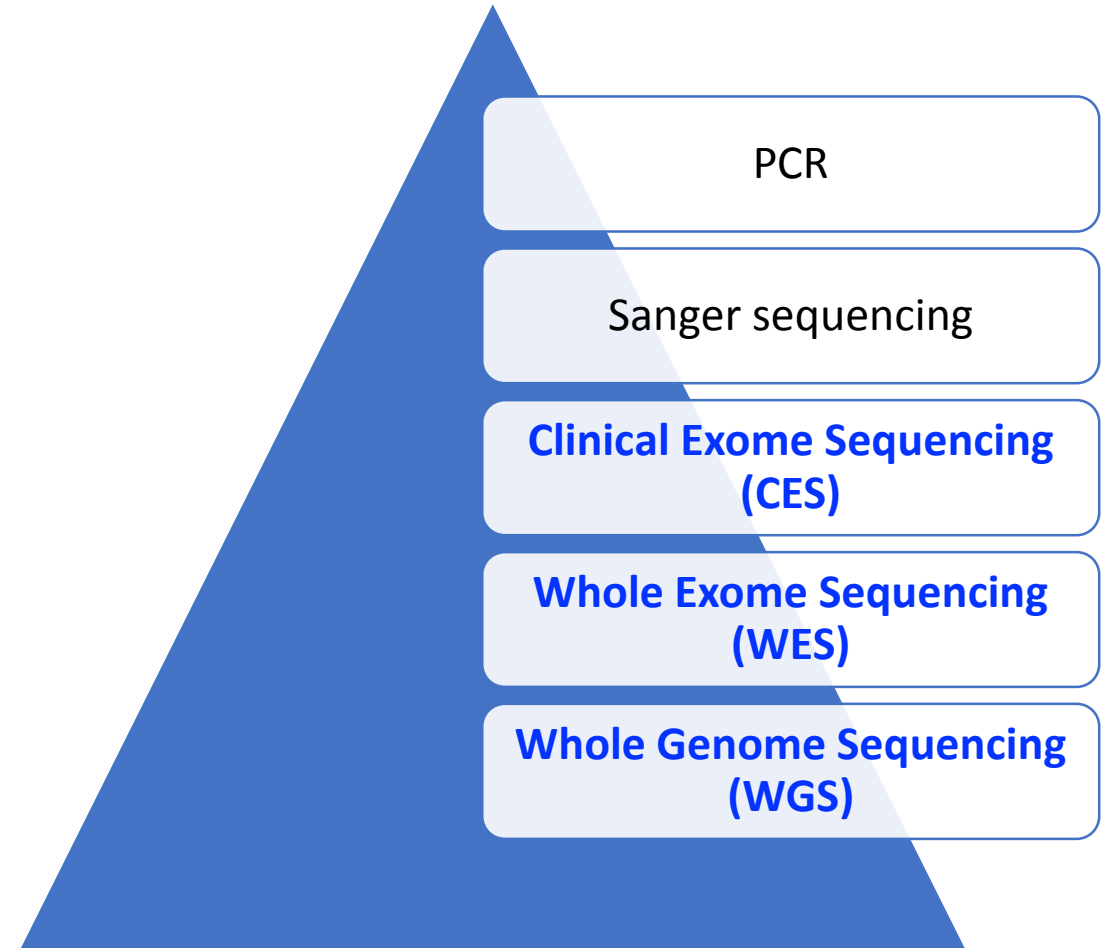 PCR
Sanger sequencing
Clinical Exome Sequencing
(CES)
Whole Exome Sequencing
(WES)
Whole Genome Sequencing
(WGS)